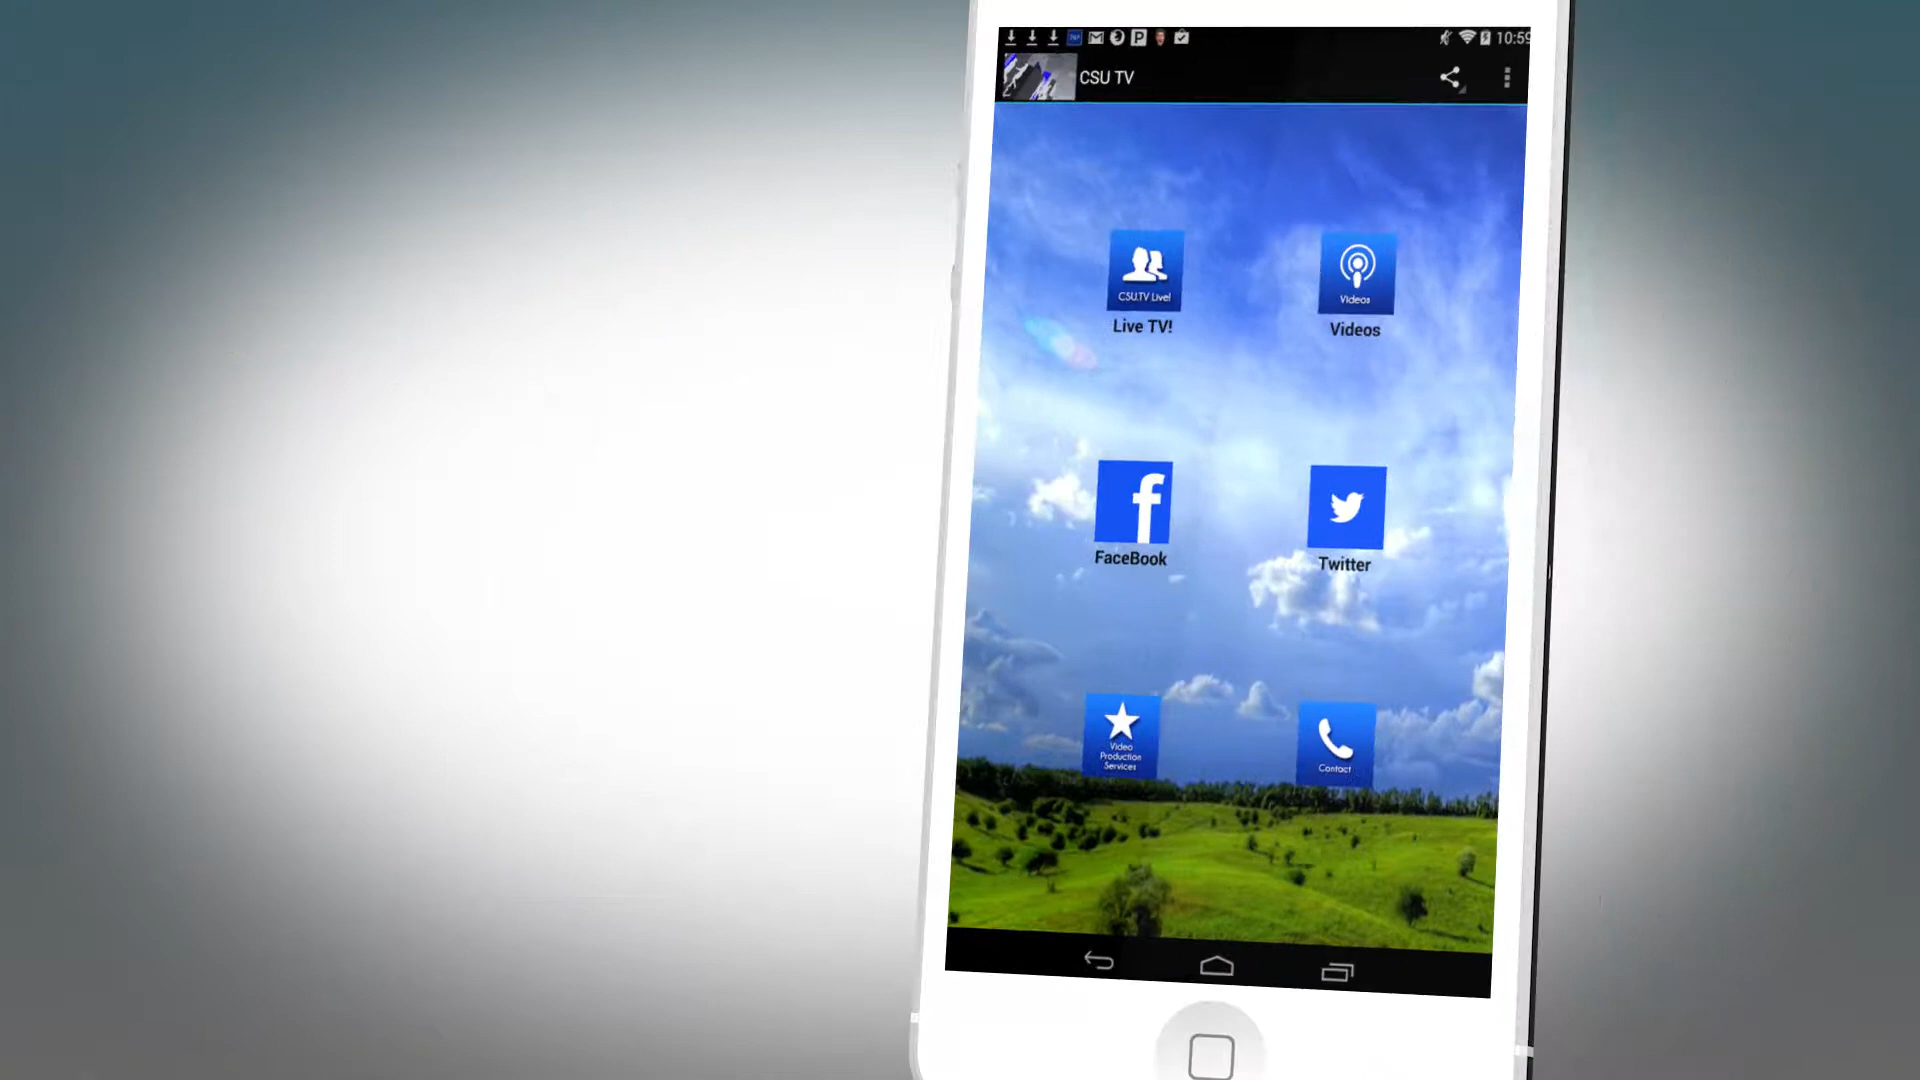 10:59
CSU TV
CSU.TV Live!
Live TV!
Videos
Videos
FaceBook
Twitter
Video
Production
Services
Contact